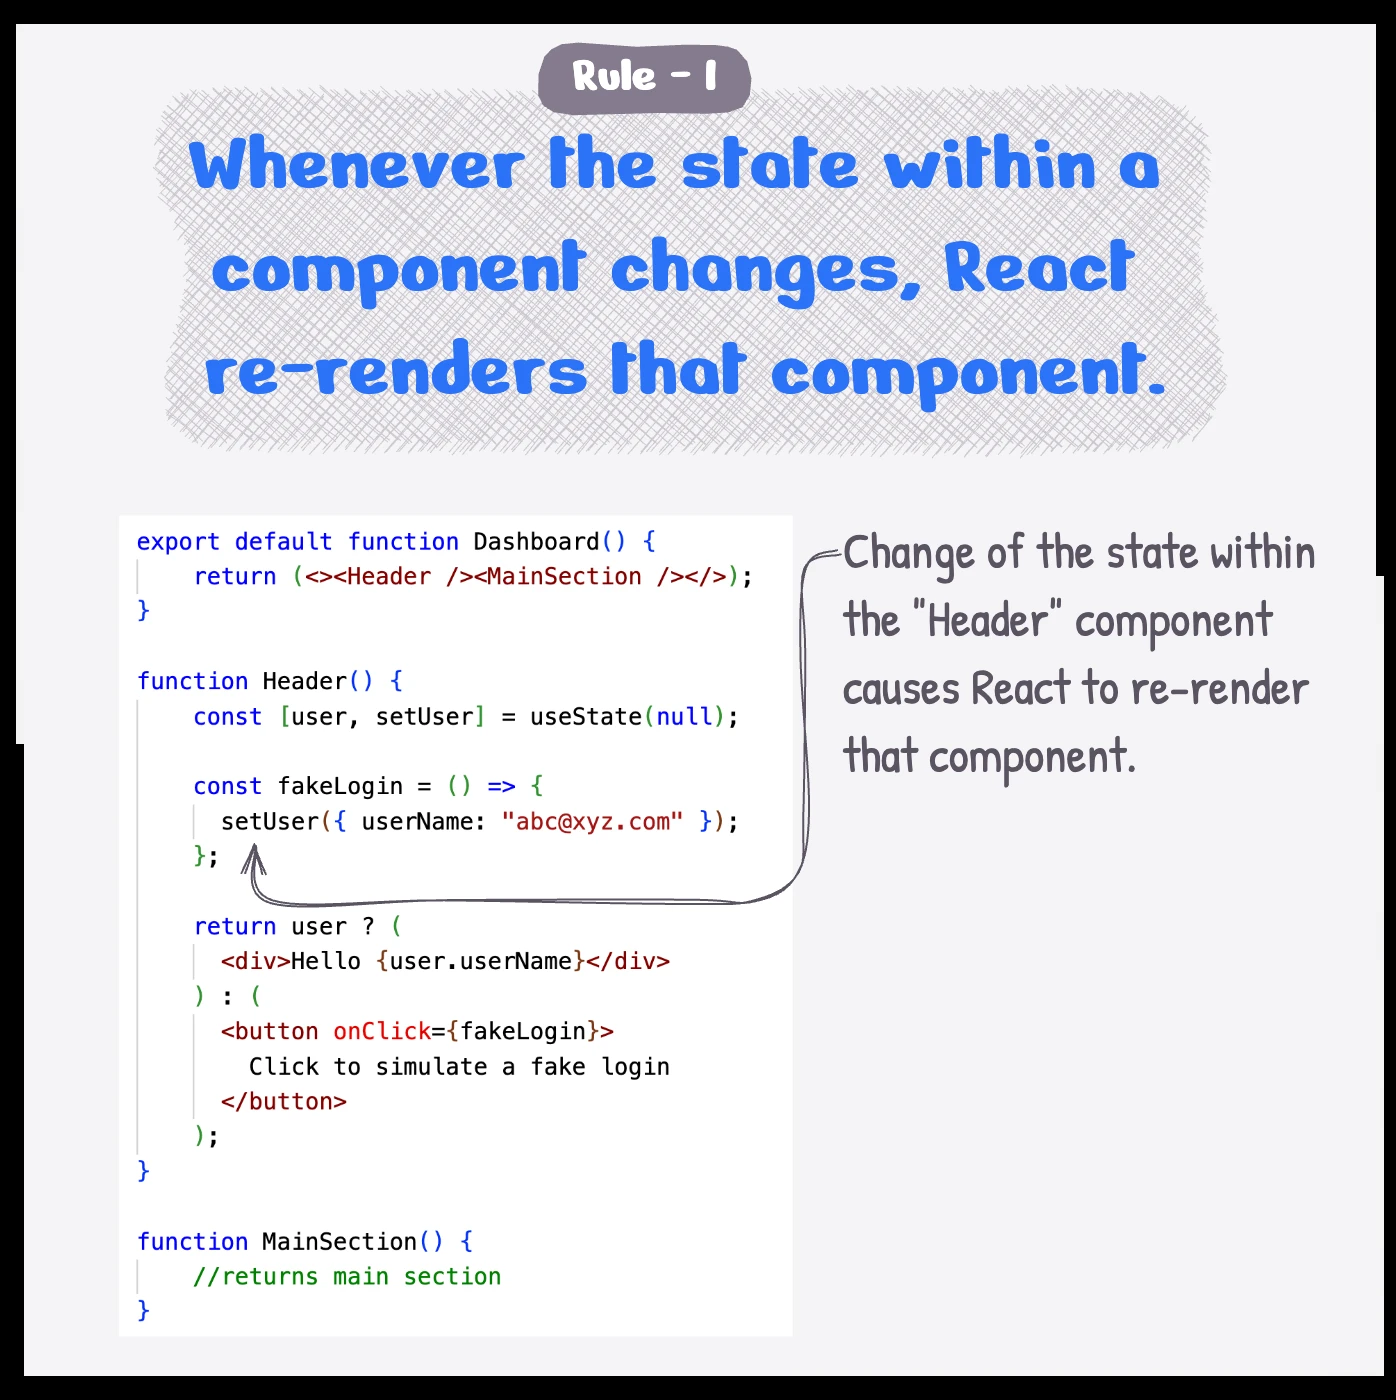 Rule - 1
Whenever the state within a
component changes, React
re-renders that component.
export default function Dashboard() {
    return (<><Header /><MainSection /></>);
}
function Header() {
    const [user, setUser] = useState(null);
    const fakeLogin = () => {
      setUser({ userName: "abc@xyz.com" });
    };
    return user ? (
      <div>Hello {user.userName}</div>
    ) : (
      <button onClick={fakeLogin}>
        Click to simulate a fake login
      </button>
    );
}
function MainSection() {
    //returns main section
}
Change of the state within
the "Header" component
causes React to re-render
that component.